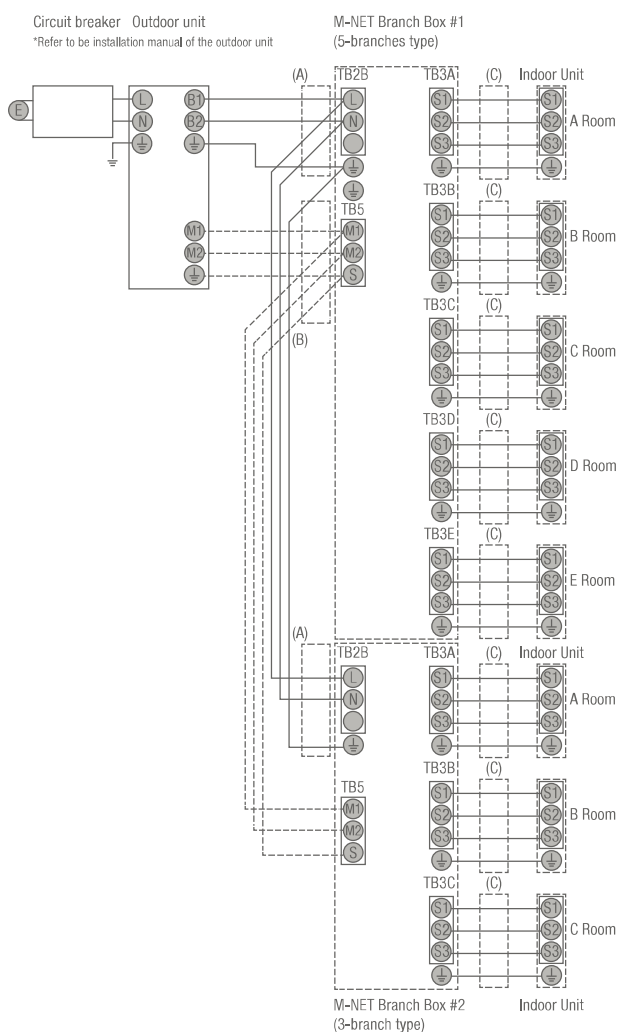 Circuit breaker Outdoor unit
*Refer to be installation manual of the outdoor unit
M-NET Branch Box #1
(5-branches type)
(A) TB2B TB3A (C) Indoor Unit
E L B1 L S1 S1
N B2 N S2 S2 A Room
S3 S3
TB3B (C)
TB5
M1 M1 S1 S1
M2 M2 S2 S2 B Room
S S3 S3
(B)
TB3C (C)
S1 S1
S2 S2 C Room
S3 S3
TB3D (C)
S1 S1
S2 S2 D Room
S3 S3
TB3E (C)
S1 S1
S2 S2 E Room
S3 S3
(A)
TB2B TB3A (C) Indoor Unit
L S1 S1
N S2 S2 A Room
S3 S3
TB3B (C)
TB5
M1 S1 S1
M2 S2 S2 B Room
S S3 S3
TB3C (C)
S1 S1
S2 S2 C Room
S3 S3
M-NET Branch Box #2 Indoor Unit
(3-branch type)